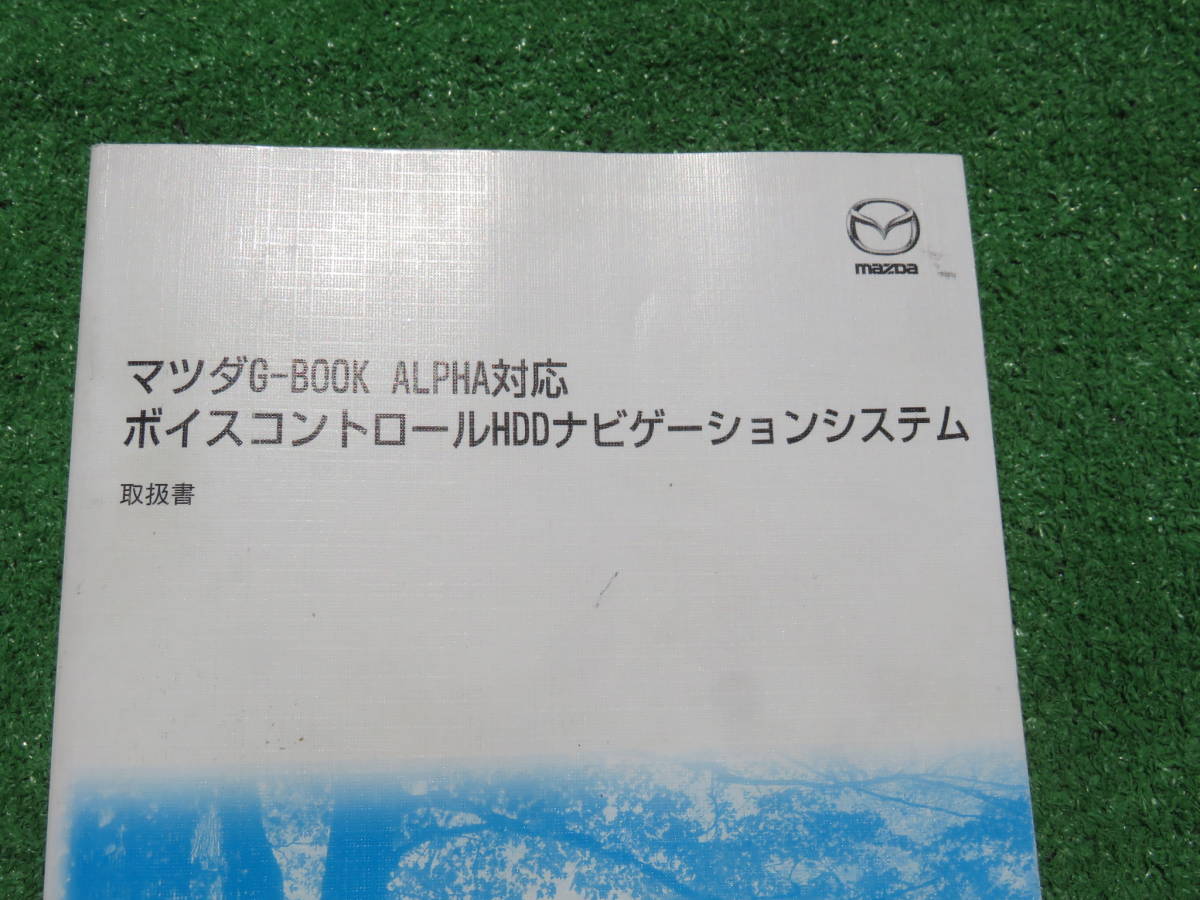 mazda
マツダG-BOOK ALPHA対応
ボイスコントロールHDDナビゲーションシステム
取扱書